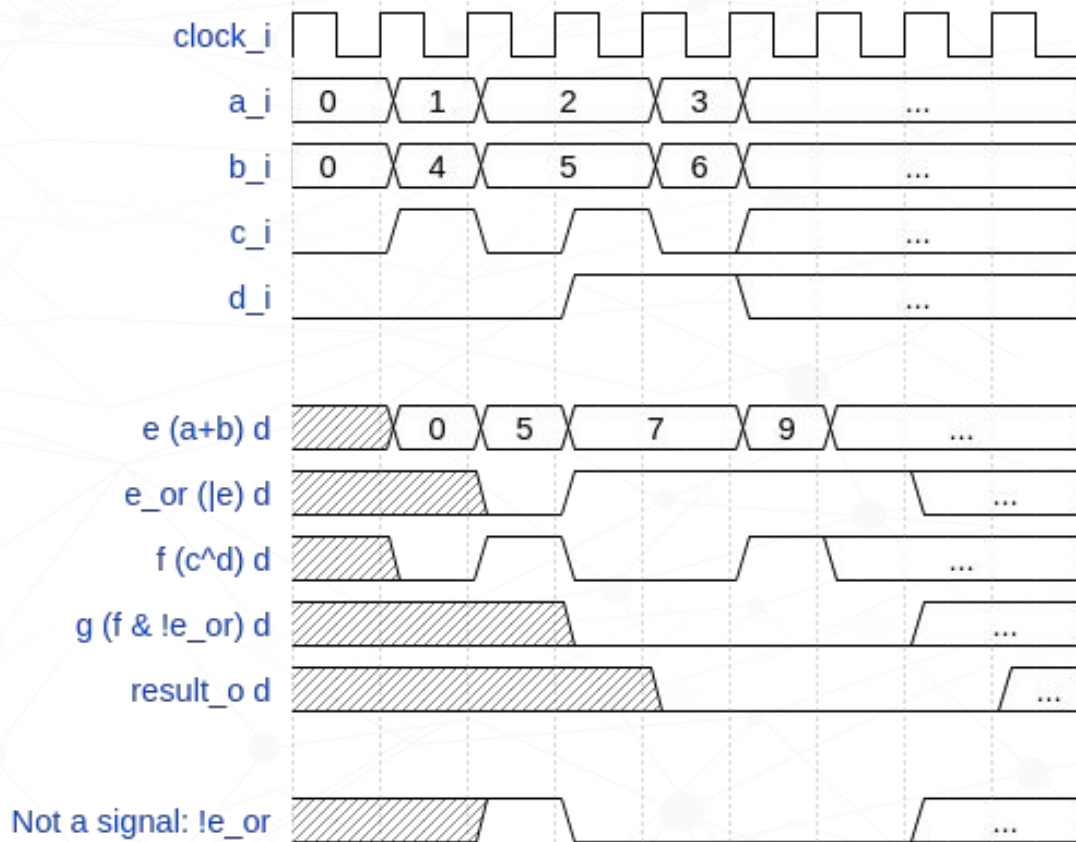 clock_i
a_i 0 1 2 3 ...
b_i 0 4 5 6 ...
c_i ...
d_i ...
e (a+b) d 0 5 7 9 ...
e_or (|e) d ...
f (c^d) d ...
g (f & !e_or) d ...
result_o d ...
Not a signal: !e_or ...